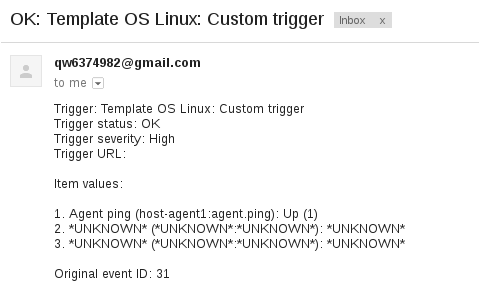 OK: Template OS Linux: Custom trigger Inbox x
qw6374982@gmail.com
to me
Trigger: Template OS Linux: Custom trigger
Trigger status: OK
Trigger severity: High
Trigger URL:
Item values:
1. Agent ping (host-agent1:agent.ping): Up (1)
2. *UNKNOWN* (*UNKNOWN*:*UNKNOWN*): *UNKNOWN*
3. *UNKNOWN* (*UNKNOWN*:*UNKNOWN*): *UNKNOWN*
Original event ID: 31